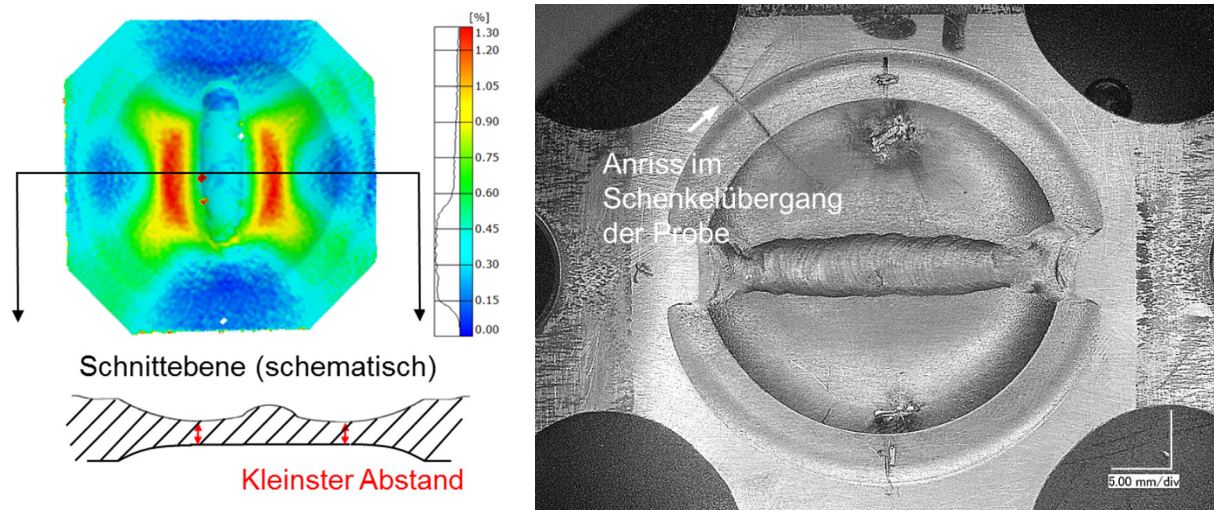 [%]
1.30
1.20
1.05
0.90
0.75
0.60
0.45
0.30
0.15
0.00
Schnittebene (schematisch)
Kleinster Abstand
Anriss im
Schenkelübergang
der Probe
5.00 mm/div